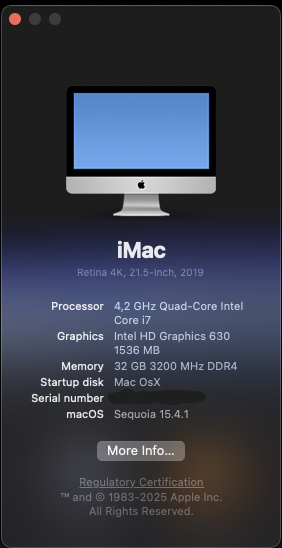 iMac
Retina 4K, 21.5-inch, 2019
Processor 4,2 GHz Quad-Core Intel
Core i7
Graphics Intel HD Graphics 630
1536 MB
Memory 32 GB 3200 MHz DDR4
Startup disk Mac OsX
Serial number
macOS Sequoia 15.4.1
More Info...
Regulatory Certification
™ and © 1983-2025 Apple Inc.
All Rights Reserved.